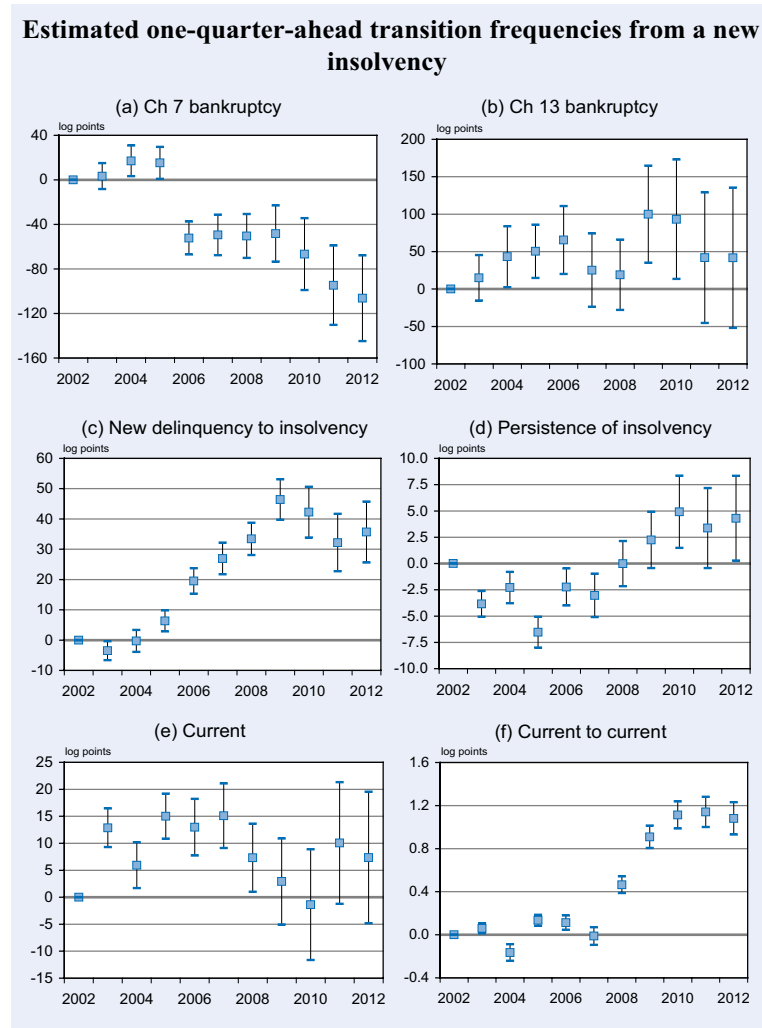 Estimated one-quarter-ahead transition frequencies from a new
insolvency
(a) Ch 7 bankruptcy
log points
40
0
-40
-80
-120
-160
2002 2004 2006 2008 2010 2012
(b) Ch 13 bankruptcy
log points
200
150
100
50
0
-50
-100
2002 2004 2006 2008 2010 2012
(c) New delinquency to insolvency
log points
60
50
40
30
20
10
0
-10
2002 2004 2006 2008 2010 2012
(d) Persistence of insolvency
log points
10.0
7.5
5.0
2.5
0.0
-2.5
-5.0
-7.5
-10.0
2002 2004 2006 2008 2010 2012
(e) Current
log points
25
20
15
10
5
0
-5
-10
-15
2002 2004 2006 2008 2010 2012
(f) Current to current
log points
1.6
1.2
0.8
0.4
0.0
-0.4
2002 2004 2006 2008 2010 2012